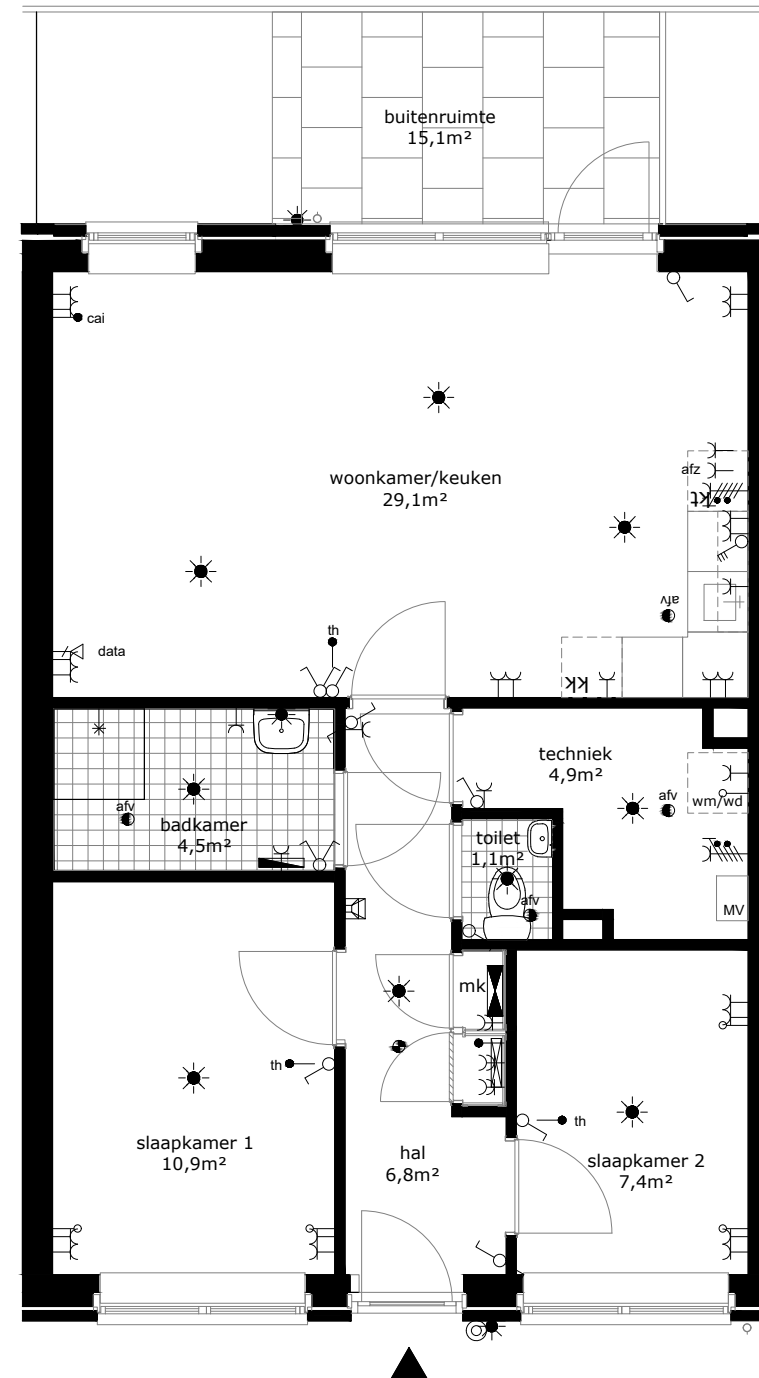 buitenruimte
15,1m²
cai
woonkamer/keuken
29,1m²
afz
kt
afv
th
data
kk
techniek
4,9m²
afv
wm/wd
afv
badkamer
4,5m²
toilet
1,1m²
afv
MV
mk
th
th
slaapkamer 1
10,9m²
hal
6,8m²
slaapkamer 2
7,4m²